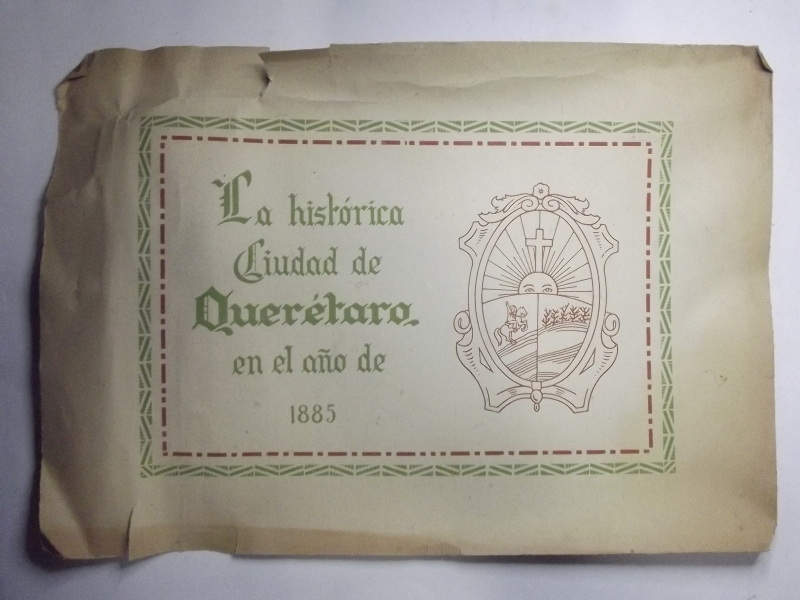 La histórica
Ciudad de
Querétaro
en el año de
1885